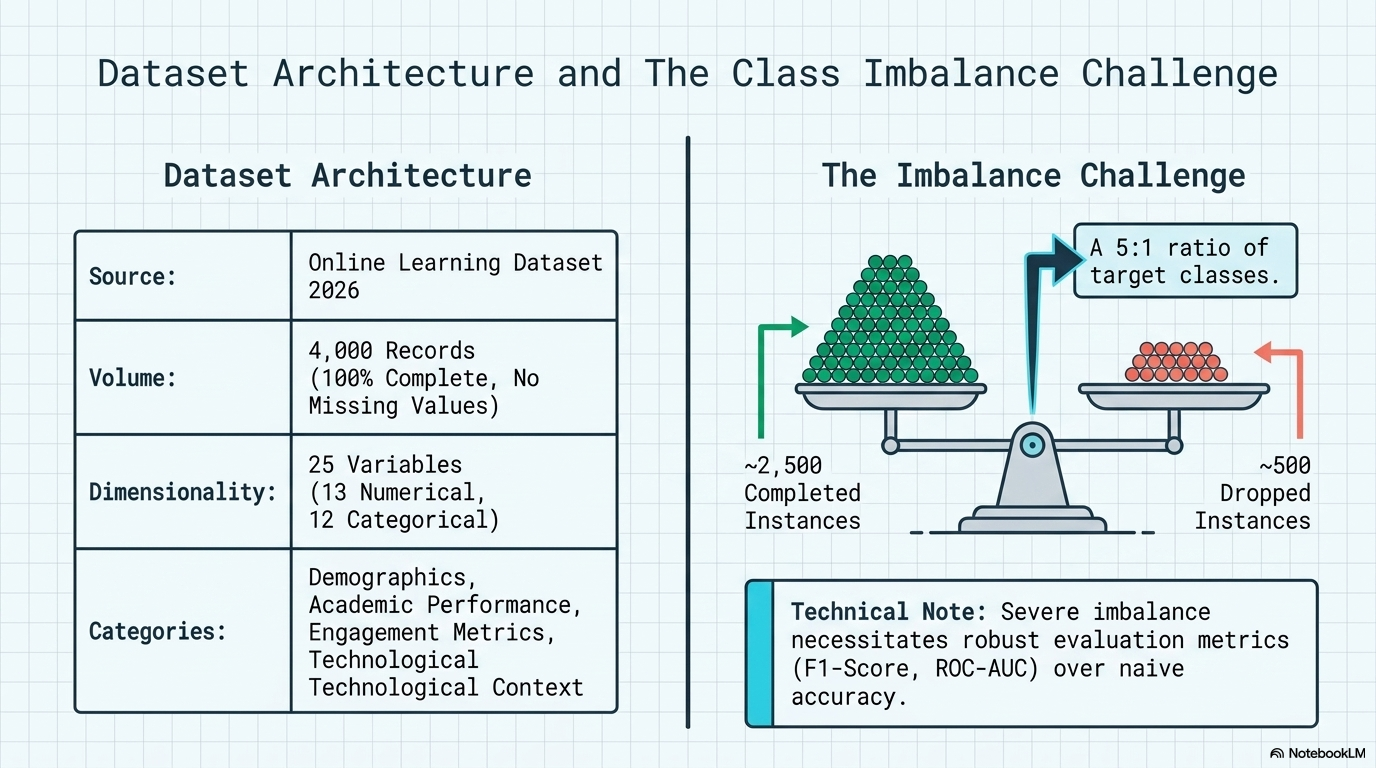 Dataset Architecture and The Class Imbalance Challenge
Dataset Architecture
Source:
Online Learning Dataset
2026
Volume:
4,000 Records
(100% Complete, No
Missing Values)
Dimensionality:
25 Variables
(13 Numerical,
12 Categorical)
Categories:
Demographics,
Academic Performance,
Engagement Metrics,
Technological
Technological Context
The Imbalance Challenge
A 5:1 ratio of
target classes.
~2,500
Completed
Instances
~500
Dropped
Instances
Technical Note: Severe imbalance
necessitates robust evaluation metrics
(F1-Score, ROC-AUC) over naive
accuracy.
NotebookLM